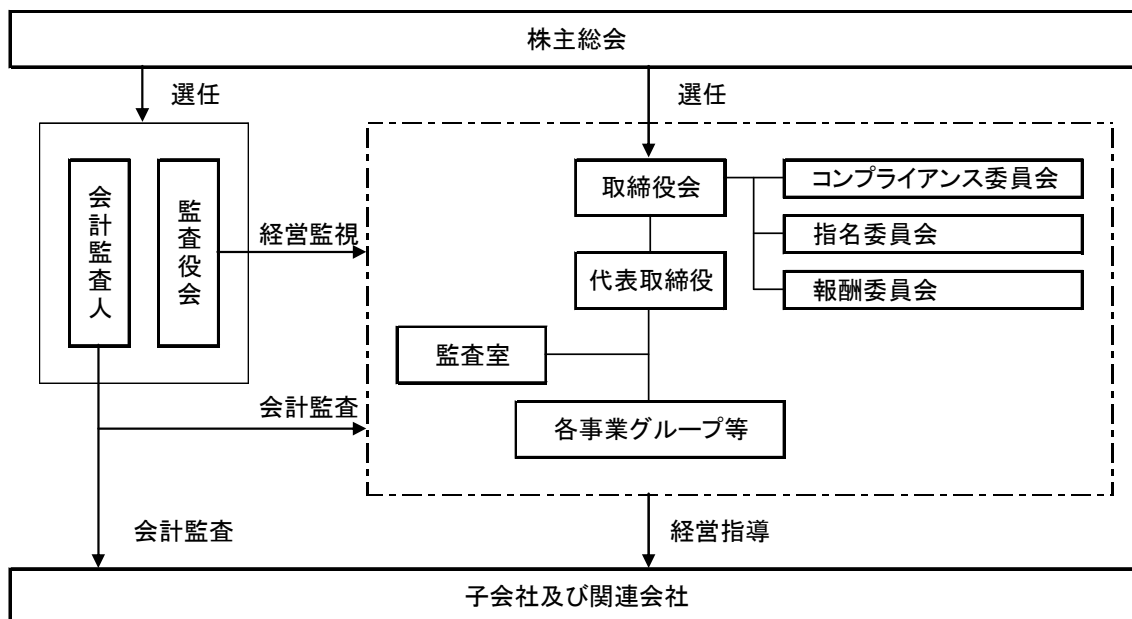 株主総会
選任
選任
会計監査人
監査役会
取締役会
コンプライアンス委員会
指名委員会
経営監視
代表取締役
報酬委員会
監査室
会計監査
各事業グループ等
会計監査
経営指導
子会社及び関連会社